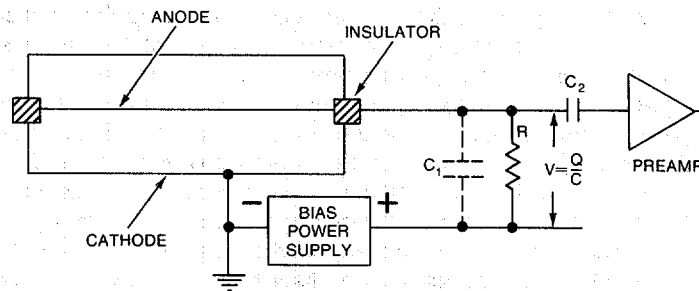 ANODE
INSULATOR
C2
R
C1
V=Q/C
PREAMP
− BIAS +
POWER
SUPPLY
CATHODE